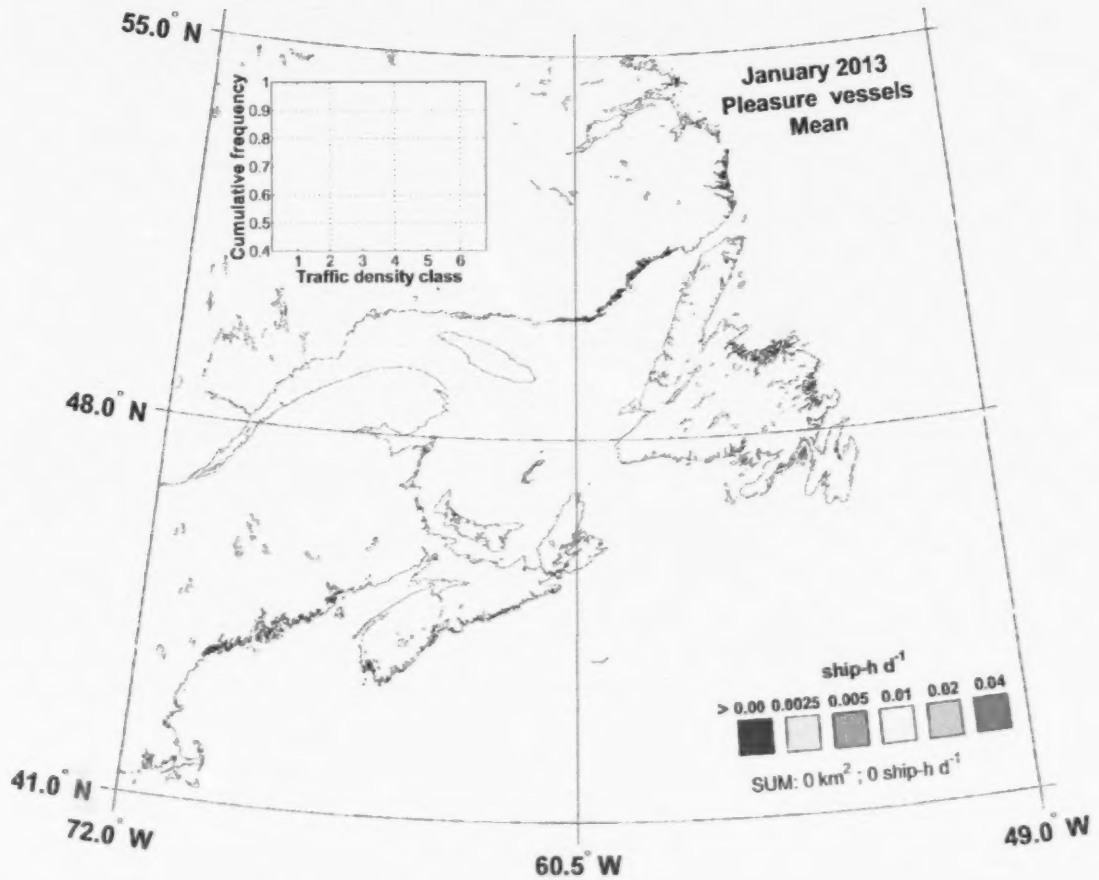 55.0° N
January 2013
Pleasure vessels
Mean
Cumulative frequency
1
0.9
0.8
0.7
0.6
0.5
0.4
1 2 3 4 5 6
Traffic density class
48.0° N
ship-h d⁻¹
> 0.00 0.0025 0.005 0.01 0.02 0.04
SUM: 0 km² ; 0 ship-h d⁻¹
41.0° N
72.0° W
60.5° W
49.0° W